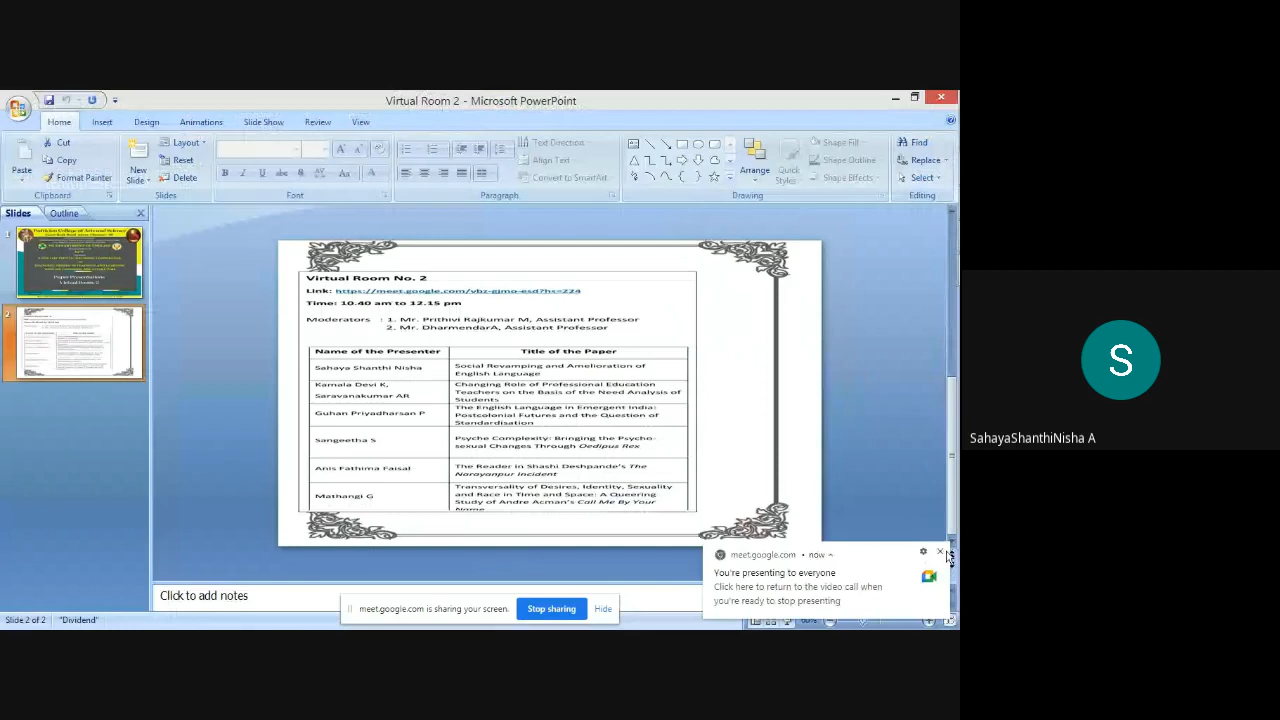 Virtual Room 2 - Microsoft PowerPoint
Home Insert Design Animations Slide Show Review View
Cut
Copy
Format Painter
Paste
Clipboard
New
Slide
Layout
Reset
Delete
Slides
Font
Text Direction
Align Text
Convert to SmartArt
Paragraph
Arrange
Quick
Styles
Shape Fill
Shape Outline
Shape Effects
Drawing
Find
Replace
Select
Editing
Slides Outline
1
Paper Presentations
Virtual Room: 2
2
Virtual Room No. 2
Link: https://meet.google.com/vbz-gjmo-esd?hs=224
Time: 10.40 am to 12.15 pm
Moderators : 1. Mr. Prithivi Rajkumar M, Assistant Professor
2. Mr. DharmendarA, Assistant Professor
Name of the Presenter Title of the Paper
Sahaya Shanthi Nisha Social Revamping and Amelioration of
English Language
Kamala Devi K, Changing Role of Professional Education
Saravanakumar AR Teachers on the Basis of the Need Analysis of
Students
Guhan Priyadharsan P The English Language in Emergent India:
Postcolonial Futures and the Question of
Standardisation
Sangeetha S Psyche Complexity: Bringing the Psycho-
sexual Changes Through Oedipus Rex
Anis Fathima Faisal The Reader in Shashi Deshpande's The
Narayanpur Incident
Mathangi G Transversality of Desires, Identity, Sexuality
and Race in Time and Space: A Queering
Study of Andre Acman's Call Me By Your
Name
Click to add notes
meet.google.com is sharing your screen. Stop sharing Hide
meet.google.com • now
You're presenting to everyone
Click here to return to the video call when
you're ready to stop presenting
Slide 2 of 2 "Dividend"
S
SahayaShanthiNisha A